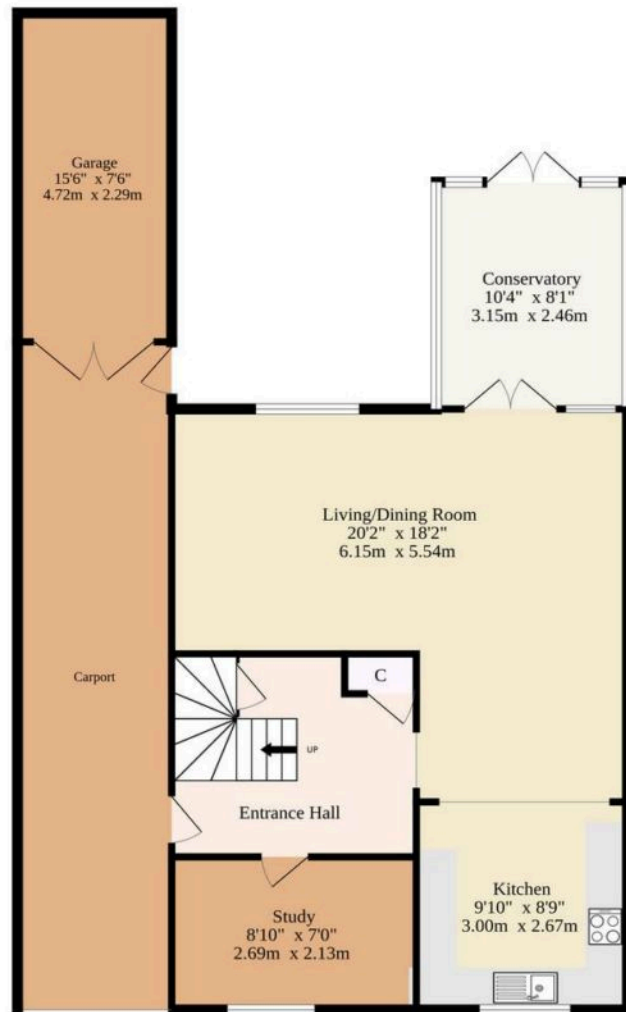 Garage
15'6" x 7'6"
4.72m x 2.29m
Conservatory
10'4" x 8'1"
3.15m x 2.46m
Living/Dining Room
20'2" x 18'2"
6.15m x 5.54m
Carport
C
UP
Entrance Hall
Study
8'10" x 7'0"
2.69m x 2.13m
Kitchen
9'10" x 8'9"
3.00m x 2.67m